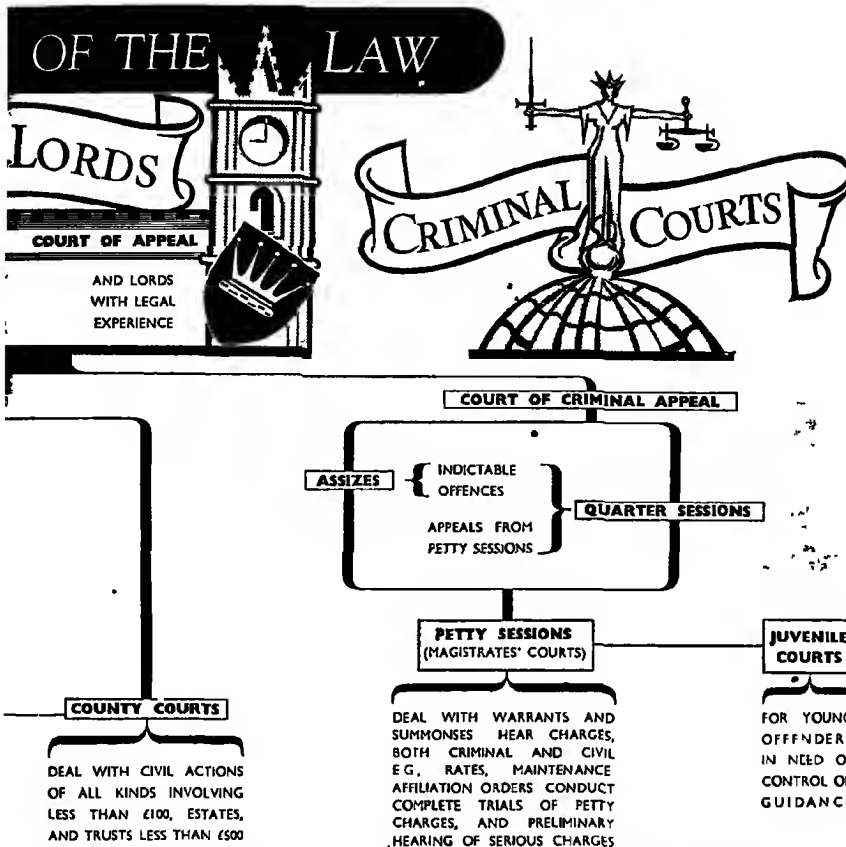 OF THE LAW
LORDS
COURT OF APPEAL
AND LORDS
WITH LEGAL
EXPERIENCE
CRIMINAL COURTS
COURT OF CRIMINAL APPEAL
ASSIZES
INDICTABLE
OFFENCES
APPEALS FROM
PETTY SESSIONS
QUARTER SESSIONS
PETTY SESSIONS
(MAGISTRATES' COURTS)
JUVENILE
COURTS
COUNTY COURTS
DEAL WITH CIVIL ACTIONS
OF ALL KINDS INVOLVING
LESS THAN £100, ESTATES,
AND TRUSTS LESS THAN £500
DEAL WITH WARRANTS AND
SUMMONSES HEAR CHARGES,
BOTH CRIMINAL AND CIVIL
E G, RATES, MAINTENANCE
AFFILIATION ORDERS CONDUCT
COMPLETE TRIALS OF PETTY
CHARGES, AND PRELIMINARY
HEARING OF SERIOUS CHARGES
FOR YOUNG
OFFENDER
IN NEED O
CONTROL O
GUIDANC